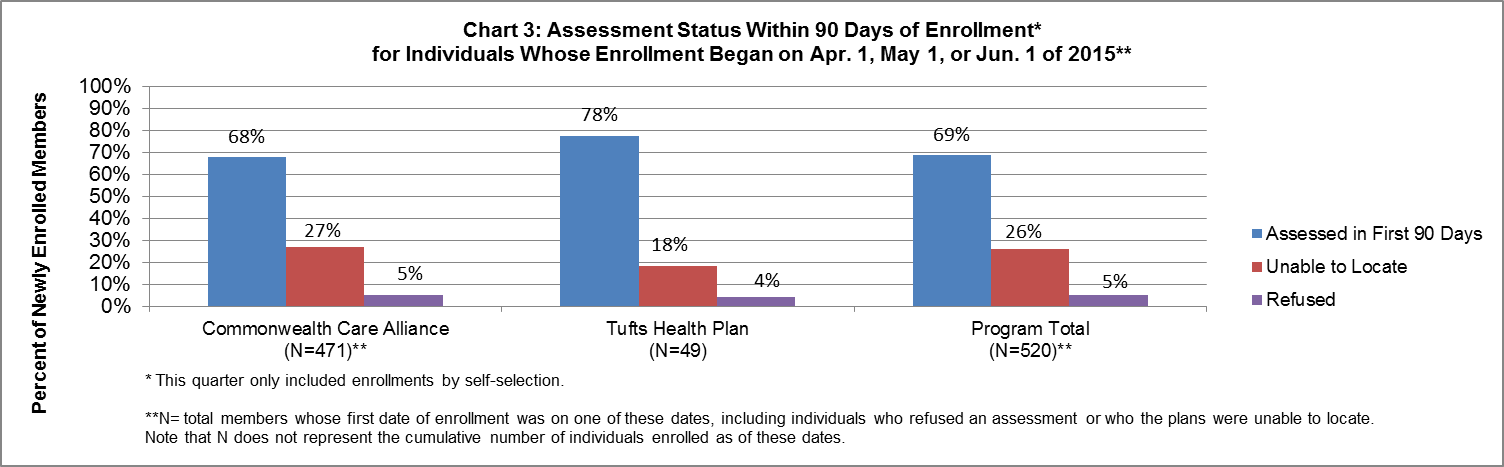 Chart 3: Assessment Status Within 90 Days of Enrollment*
for Individuals Whose Enrollment Began on Apr. 1, May 1, or Jun. 1 of 2015**
Percent of Newly Enrolled Members
100%
90%
80%
70%
60%
50%
40%
30%
20%
10%
0%
68%
27%
5%
78%
18%
4%
69%
26%
5%
Commonwealth Care Alliance
(N=471)**
Tufts Health Plan
(N=49)
Program Total
(N=520)**
Assessed in First 90 Days
Unable to Locate
Refused
* This quarter only included enrollments by self-selection.
**N= total members whose first date of enrollment was on one of these dates, including individuals who refused an assessment or who the plans were unable to locate.
Note that N does not represent the cumulative number of individuals enrolled as of these dates.